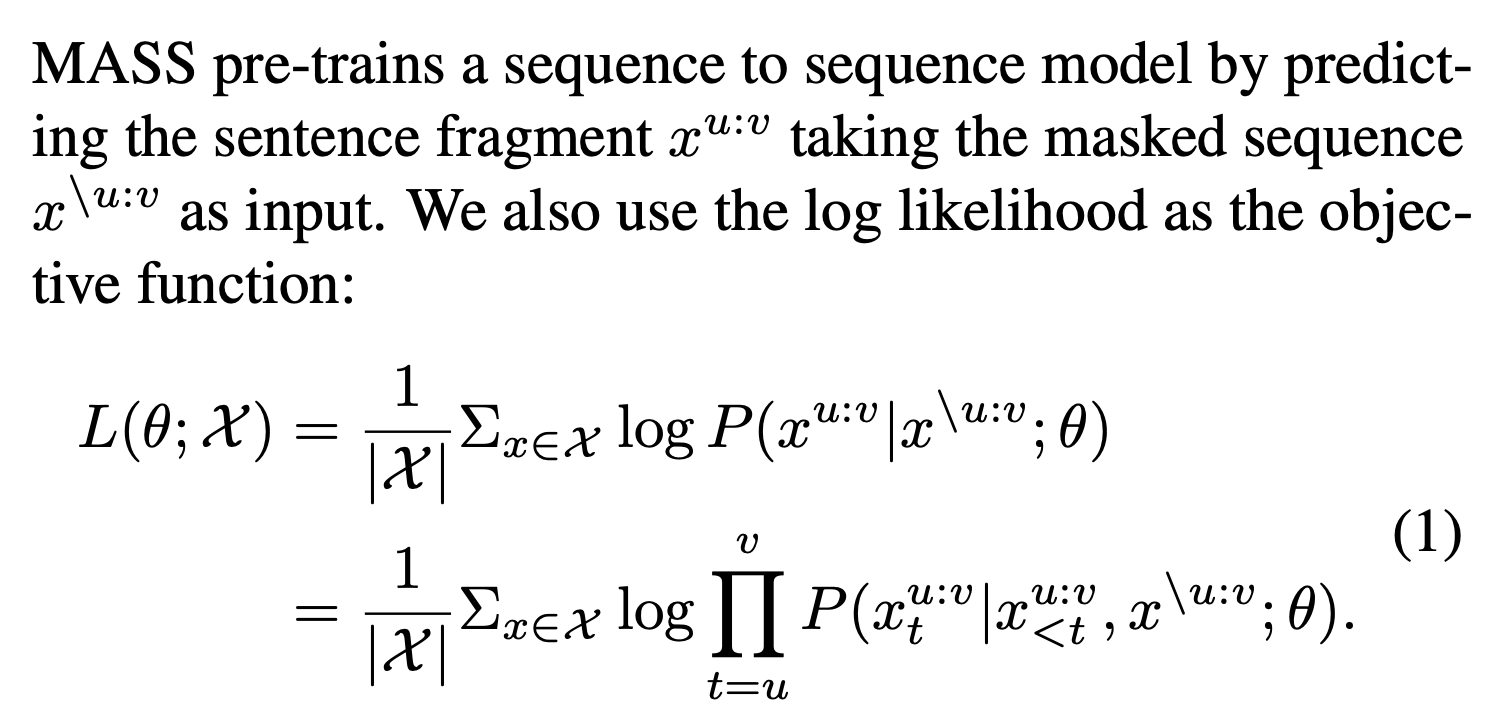 MASS pre-trains a sequence to sequence model by predict-
ing the sentence fragment x^{u:v} taking the masked sequence
x^{\u:v} as input. We also use the log likelihood as the objec-
tive function:
L(θ; 𝒳) = \frac{1}{|𝒳|} Σ_{x∈𝒳} log P(x^{u:v}|x^{\u:v}; θ)
= \frac{1}{|𝒳|} Σ_{x∈𝒳} log ∏_{t=u}^{v} P(x_t^{u:v}|x_{<t}^{u:v}, x^{\u:v}; θ). (1)